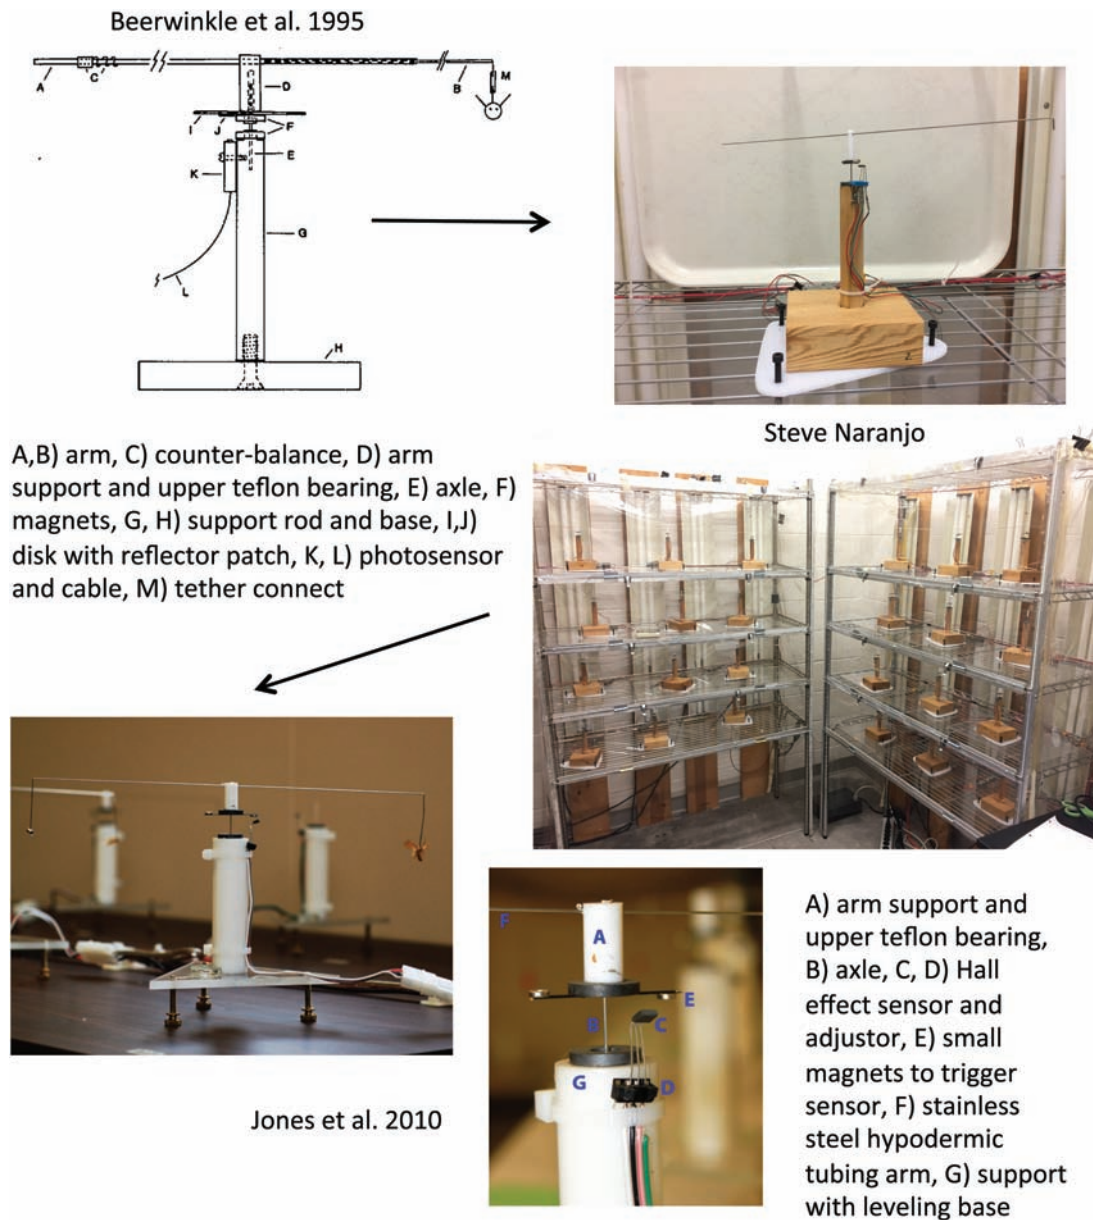 Beerwinkle et al. 1995
A
C
D
B
M
I
J
F
E
K
G
L
H
Steve Naranjo
A,B) arm, C) counter-balance, D) arm
support and upper teflon bearing, E) axle, F)
magnets, G, H) support rod and base, I,J)
disk with reflector patch, K, L) photosensor
and cable, M) tether connect
F
A
E
B
C
G
D
A) arm support and
upper teflon bearing,
B) axle, C, D) Hall
effect sensor and
adjustor, E) small
magnets to trigger
sensor, F) stainless
steel hypodermic
tubing arm, G) support
with leveling base
Jones et al. 2010